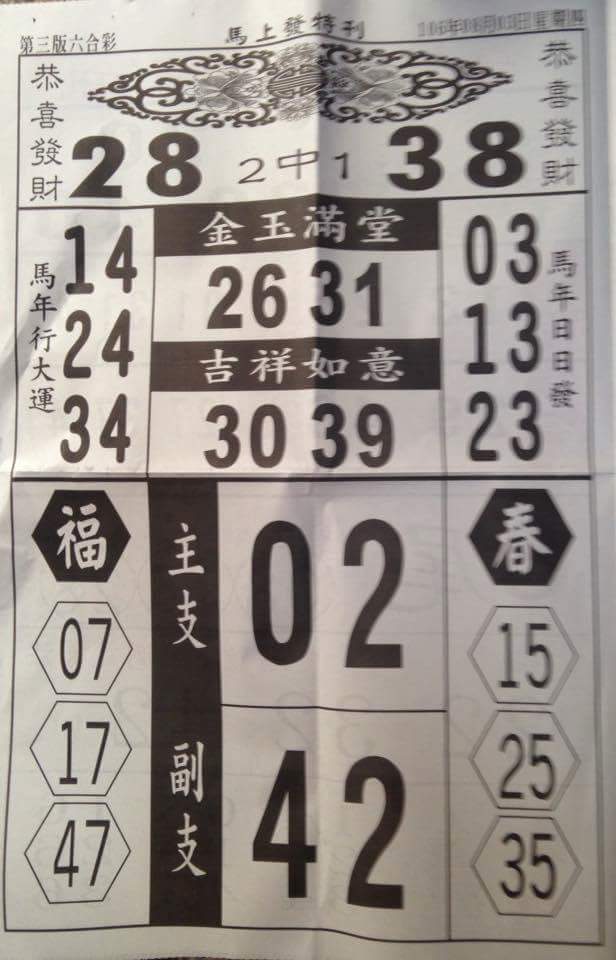 第三版六合彩 馬上發特刊
恭喜發財 28 2中1 38 恭喜發財
馬年行大運
14
24
34
金玉滿堂
26 31
吉祥如意
30 39
03
13
23
馬年日日發
福
07
17
47
主支 02
副支 42
春
15
25
35